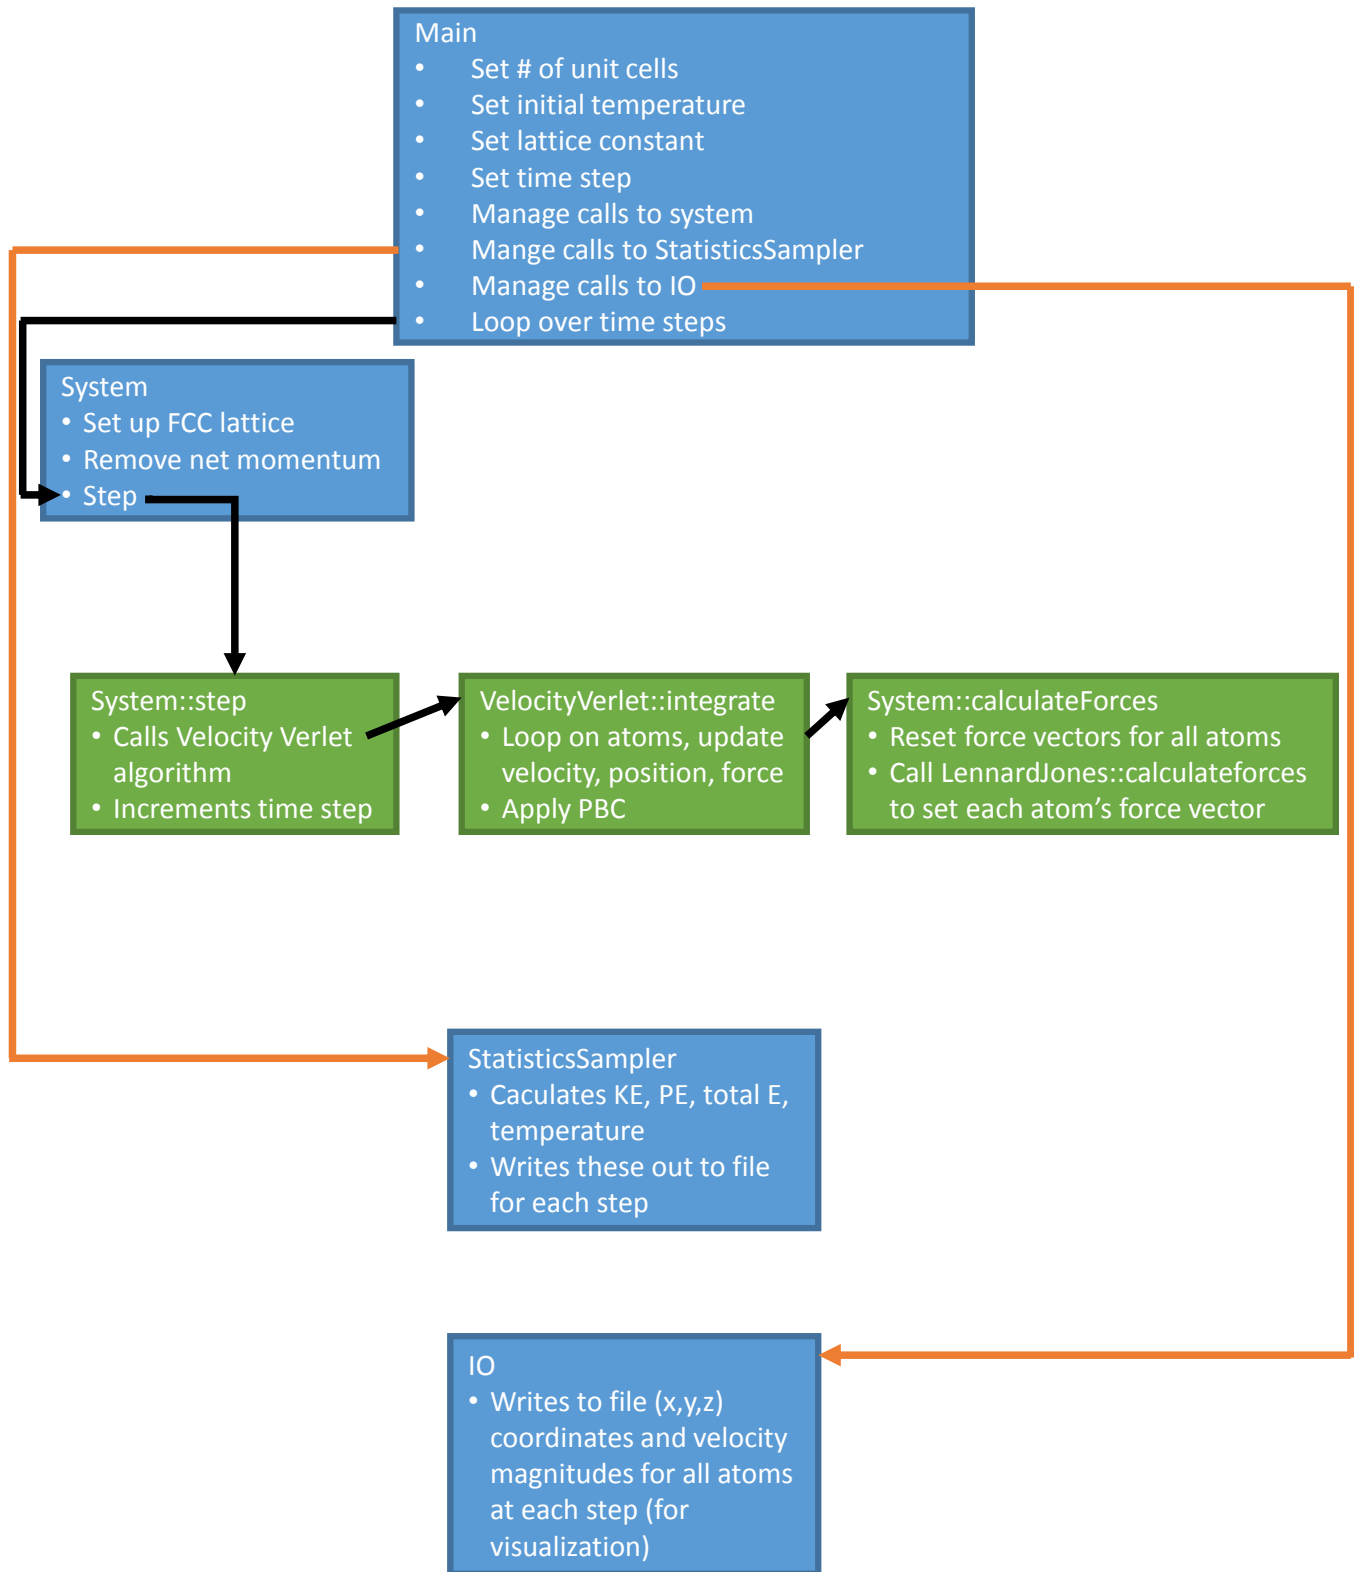 Main
• Set # of unit cells
• Set initial temperature
• Set lattice constant
• Set time step
• Manage calls to system
• Mange calls to StatisticsSampler
• Manage calls to IO
• Loop over time steps
System
• Set up FCC lattice
• Remove net momentum
• Step
System::step
• Calls Velocity Verlet
algorithm
• Increments time step
VelocityVerlet::integrate
• Loop on atoms, update
velocity, position, force
• Apply PBC
System::calculateForces
• Reset force vectors for all atoms
• Call LennardJones::calculateforces
to set each atom’s force vector
StatisticsSampler
• Caculates KE, PE, total E,
temperature
• Writes these out to file
for each step
IO
• Writes to file (x,y,z)
coordinates and velocity
magnitudes for all atoms
at each step (for
visualization)